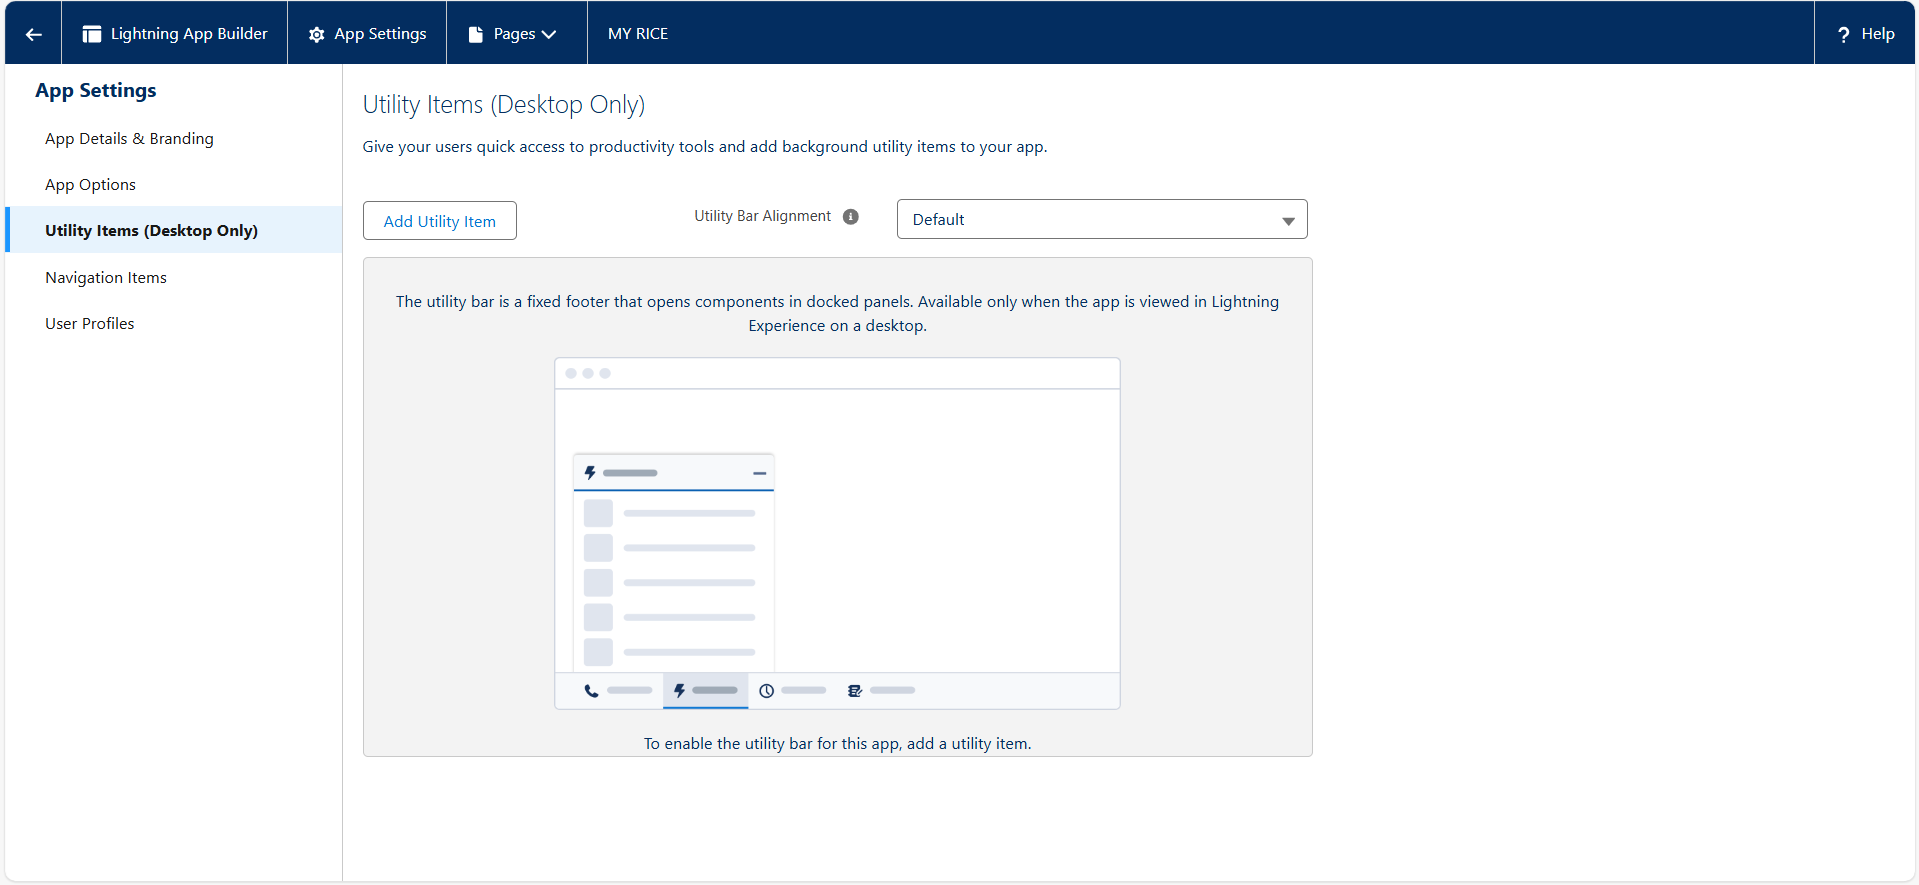 Lightning App Builder
App Settings
Pages
MY RICE
? Help
App Settings
App Details & Branding
App Options
Utility Items (Desktop Only)
Navigation Items
User Profiles
Utility Items (Desktop Only)
Give your users quick access to productivity tools and add background utility items to your app.
Add Utility Item
Utility Bar Alignment
Default
The utility bar is a fixed footer that opens components in docked panels. Available only when the app is viewed in Lightning
Experience on a desktop.
To enable the utility bar for this app, add a utility item.